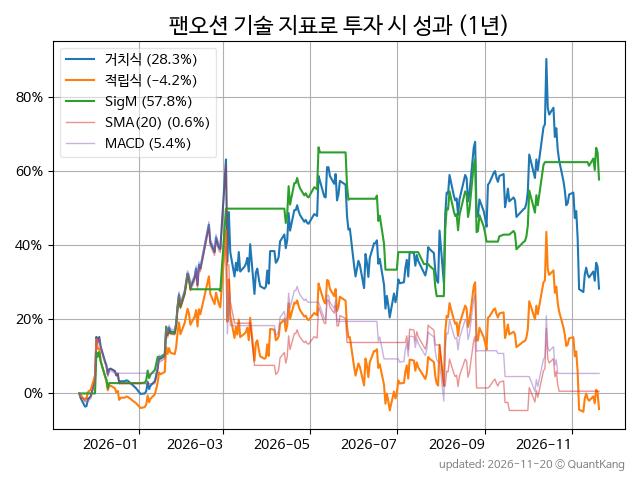 팬오션 기술 지표로 투자 시 성과 (1년)
거치식 (28.3%)
적립식 (−4.2%)
SigM (57.8%)
SMA(20) (0.6%)
MACD (5.4%)
80%
60%
40%
20%
0%
2026-01 2026-03 2026-05 2026-07 2026-09 2026-11
updated: 2026-11-20 © QuantKang